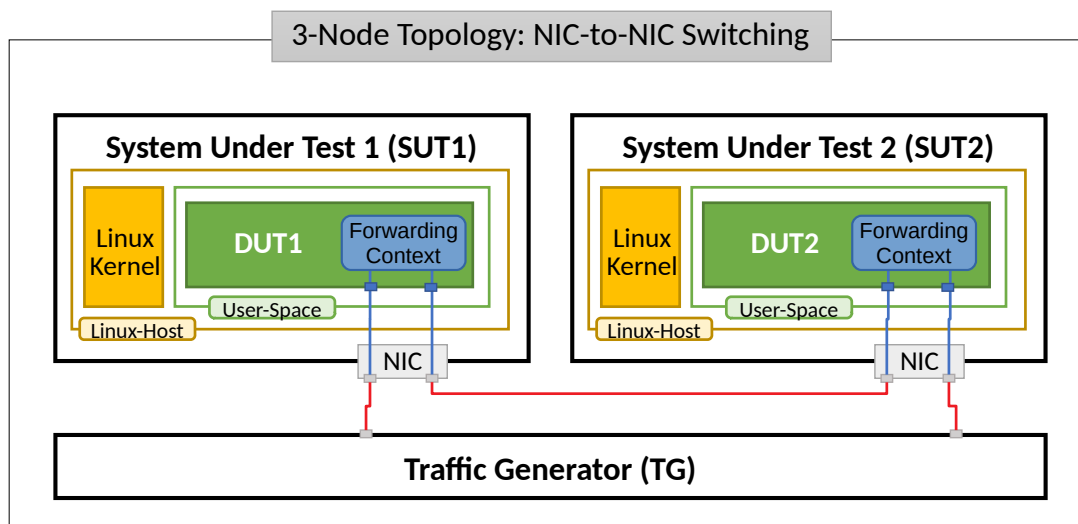 3-Node Topology: NIC-to-NIC Switching
System Under Test 1 (SUT1)
Linux
Kernel
DUT1
Forwarding
Context
User-Space
Linux-Host
NIC
System Under Test 2 (SUT2)
Linux
Kernel
DUT2
Forwarding
Context
User-Space
Linux-Host
NIC
Traffic Generator (TG)